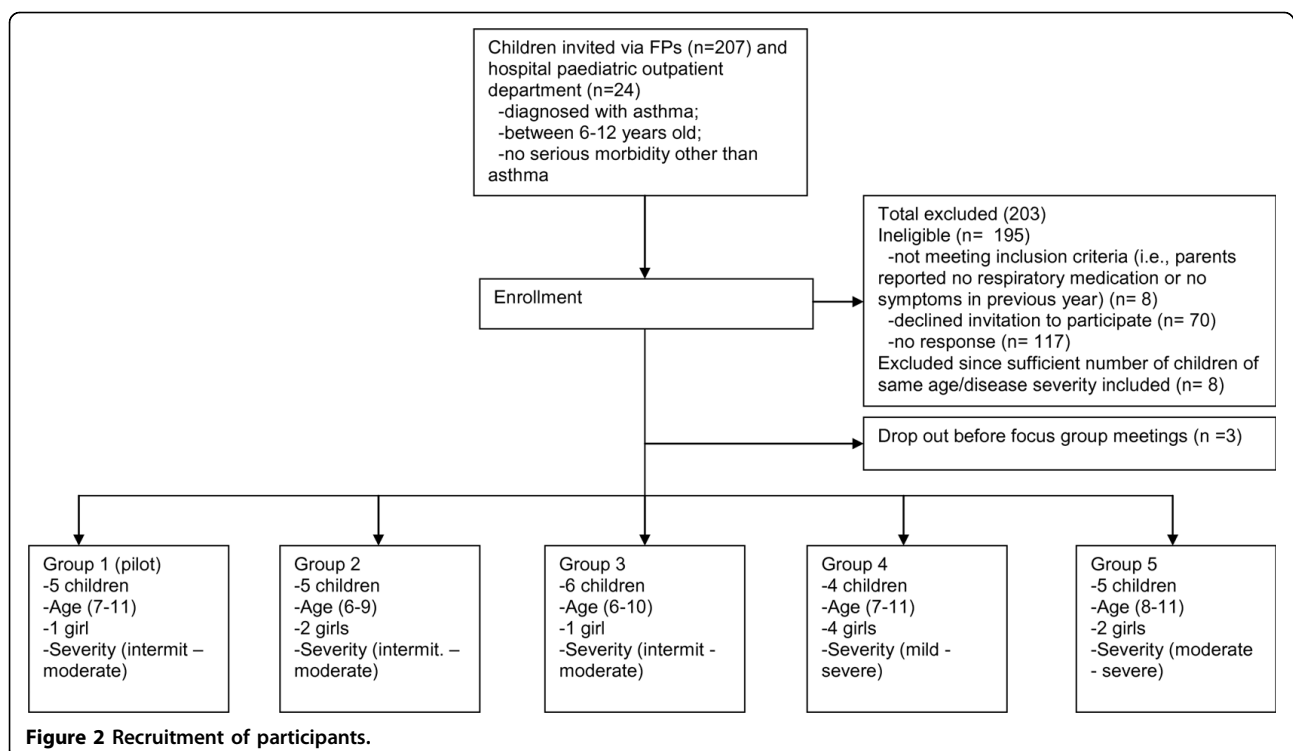 Children invited via FPs (n=207) and
hospital paediatric outpatient
department (n=24)
-diagnosed with asthma;
-between 6-12 years old;
-no serious morbidity other than
asthma
Total excluded (203)
Ineligible (n= 195)
-not meeting inclusion criteria (i.e., parents
reported no respiratory medication or no
symptoms in previous year) (n= 8)
-declined invitation to participate (n= 70)
-no response (n= 117)
Excluded since sufficient number of children of
same age/disease severity included (n= 8)
Enrollment
Drop out before focus group meetings (n =3)
Group 1 (pilot)
-5 children
-Age (7-11)
-1 girl
-Severity (intermit –
moderate)
Group 2
-5 children
-Age (6-9)
-2 girls
-Severity (intermit. –
moderate)
Group 3
-6 children
-Age (6-10)
-1 girl
-Severity (intermit -
moderate)
Group 4
-4 children
-Age (7-11)
-4 girls
-Severity (mild -
severe)
Group 5
-5 children
-Age (8-11)
-2 girls
-Severity (moderate
- severe)
Figure 2 Recruitment of participants.